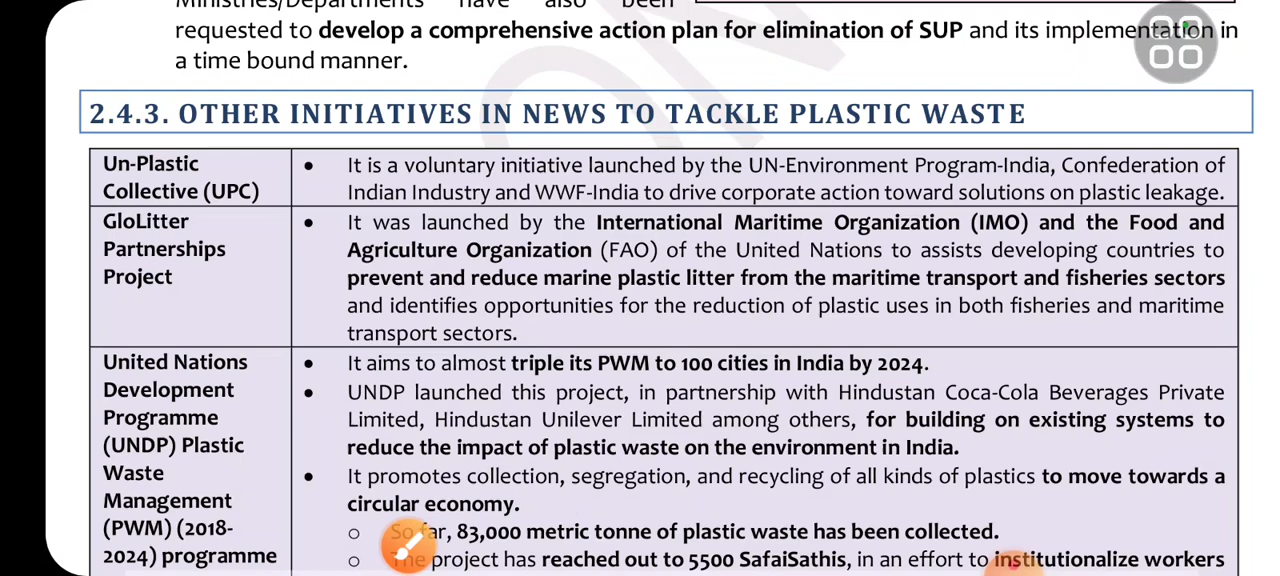 Ministries/Departments have also been
requested to develop a comprehensive action plan for elimination of SUP and its implementation in
a time bound manner.
2.4.3. OTHER INITIATIVES IN NEWS TO TACKLE PLASTIC WASTE
Un-Plastic
Collective (UPC)
• It is a voluntary initiative launched by the UN-Environment Program-India, Confederation of
Indian Industry and WWF-India to drive corporate action toward solutions on plastic leakage.
GloLitter
Partnerships
Project
• It was launched by the International Maritime Organization (IMO) and the Food and
Agriculture Organization (FAO) of the United Nations to assists developing countries to
prevent and reduce marine plastic litter from the maritime transport and fisheries sectors
and identifies opportunities for the reduction of plastic uses in both fisheries and maritime
transport sectors.
United Nations
Development
Programme
(UNDP) Plastic
Waste
Management
(PWM) (2018-
2024) programme
• It aims to almost triple its PWM to 100 cities in India by 2024.
• UNDP launched this project, in partnership with Hindustan Coca-Cola Beverages Private
Limited, Hindustan Unilever Limited among others, for building on existing systems to
reduce the impact of plastic waste on the environment in India.
• It promotes collection, segregation, and recycling of all kinds of plastics to move towards a
circular economy.
o So far, 83,000 metric tonne of plastic waste has been collected.
o The project has reached out to 5500 SafaiSathis, in an effort to institutionalize workers